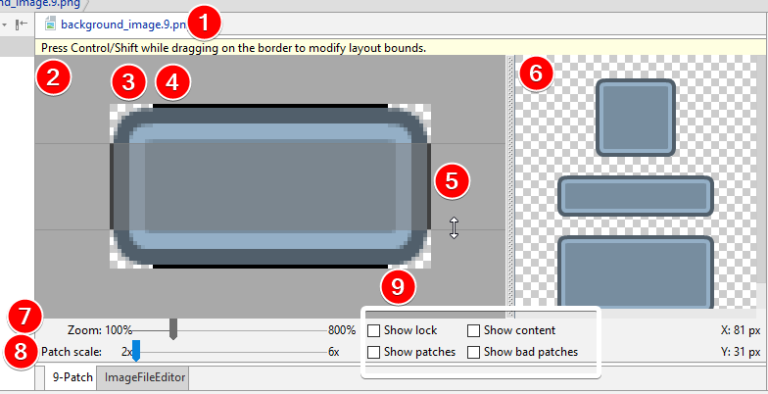 nd_image.9.png
background_image.9.pn
1
Press Control/Shift while dragging on the border to modify layout bounds.
2
3
4
6
5
9
7
Zoom: 100% 800%
Show lock
Show content
X: 81 px
8
Patch scale: 2x 6x
Show patches
Show bad patches
Y: 31 px
9-Patch
ImageFileEditor